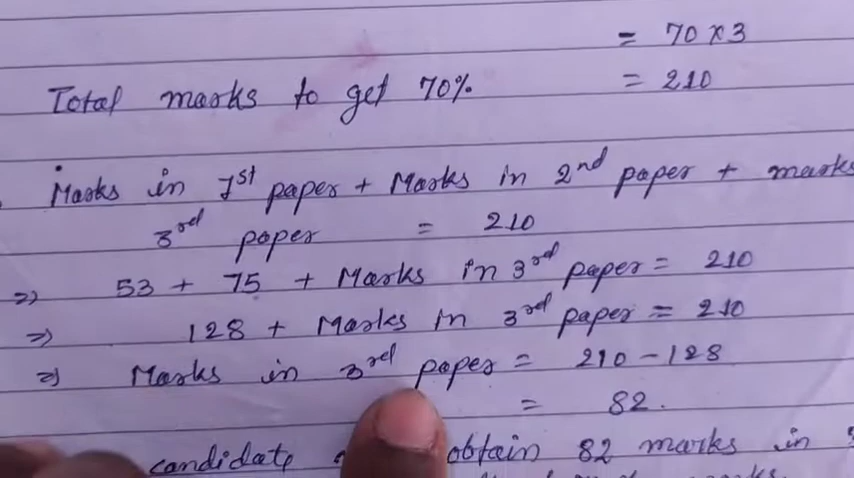 = 70 x 3
Total marks to get 70% = 210
Marks in 1st paper + Marks in 2nd paper + marks
3rd paper = 210
=> 53 + 75 + Marks in 3rd paper = 210
=> 128 + Marks in 3rd paper = 210
=> Marks in 3rd paper = 210 - 128
= 82.
candidate obtain 82 marks in
marks.